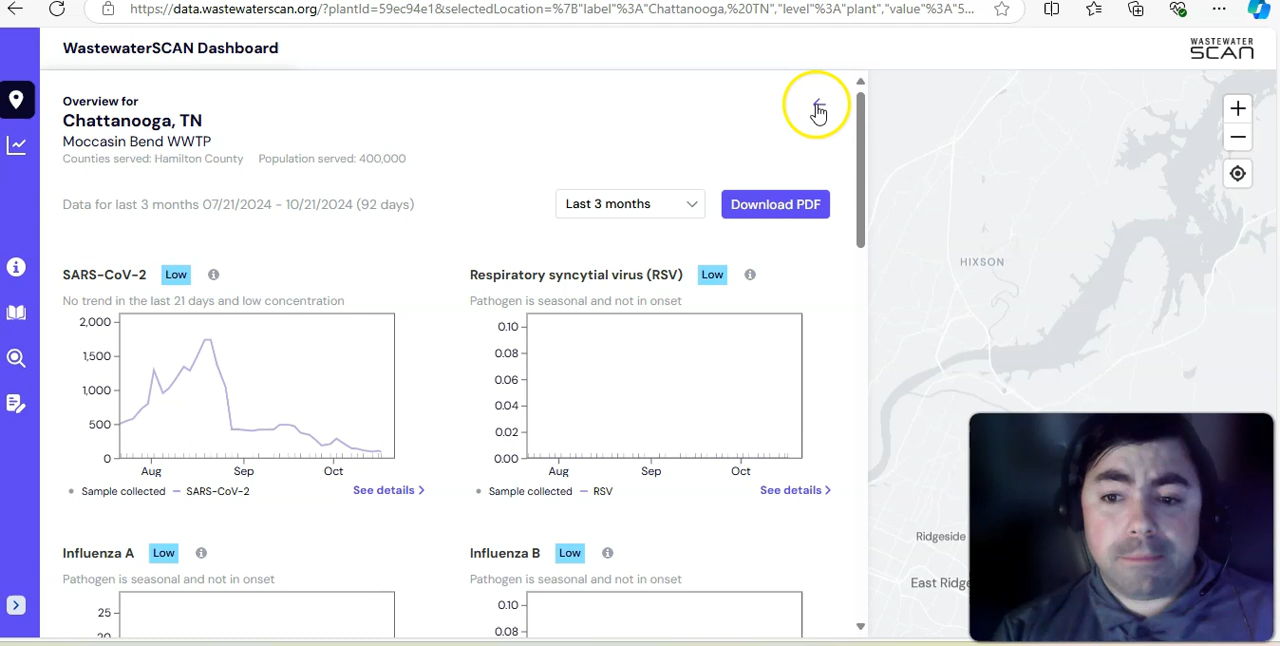 https://data.wastewaterscan.org/?plantId=59ec94e1&selectedLocation=%7B"label"%3A"Chattanooga,%20TN","level"%3A"plant","value"%3A"5...
WastewaterSCAN Dashboard
WASTEWATER
SCAN
Overview for
Chattanooga, TN
Moccasin Bend WWTP
Counties served: Hamilton County Population served: 400,000
Data for last 3 months 07/21/2024 - 10/21/2024 (92 days)
Last 3 months
Download PDF
SARS-CoV-2 Low
No trend in the last 21 days and low concentration
2,000
1,500
1,000
500
0
Aug Sep Oct
Sample collected SARS-CoV-2
See details >
Respiratory syncytial virus (RSV) Low
Pathogen is seasonal and not in onset
0.10
0.08
0.06
0.04
0.02
0.00
Aug Sep Oct
Sample collected RSV
See details >
Influenza A Low
Pathogen is seasonal and not in onset
25
20
Influenza B Low
Pathogen is seasonal and not in onset
0.10
0.08
HIXSON
Ridgeside
East Ridge